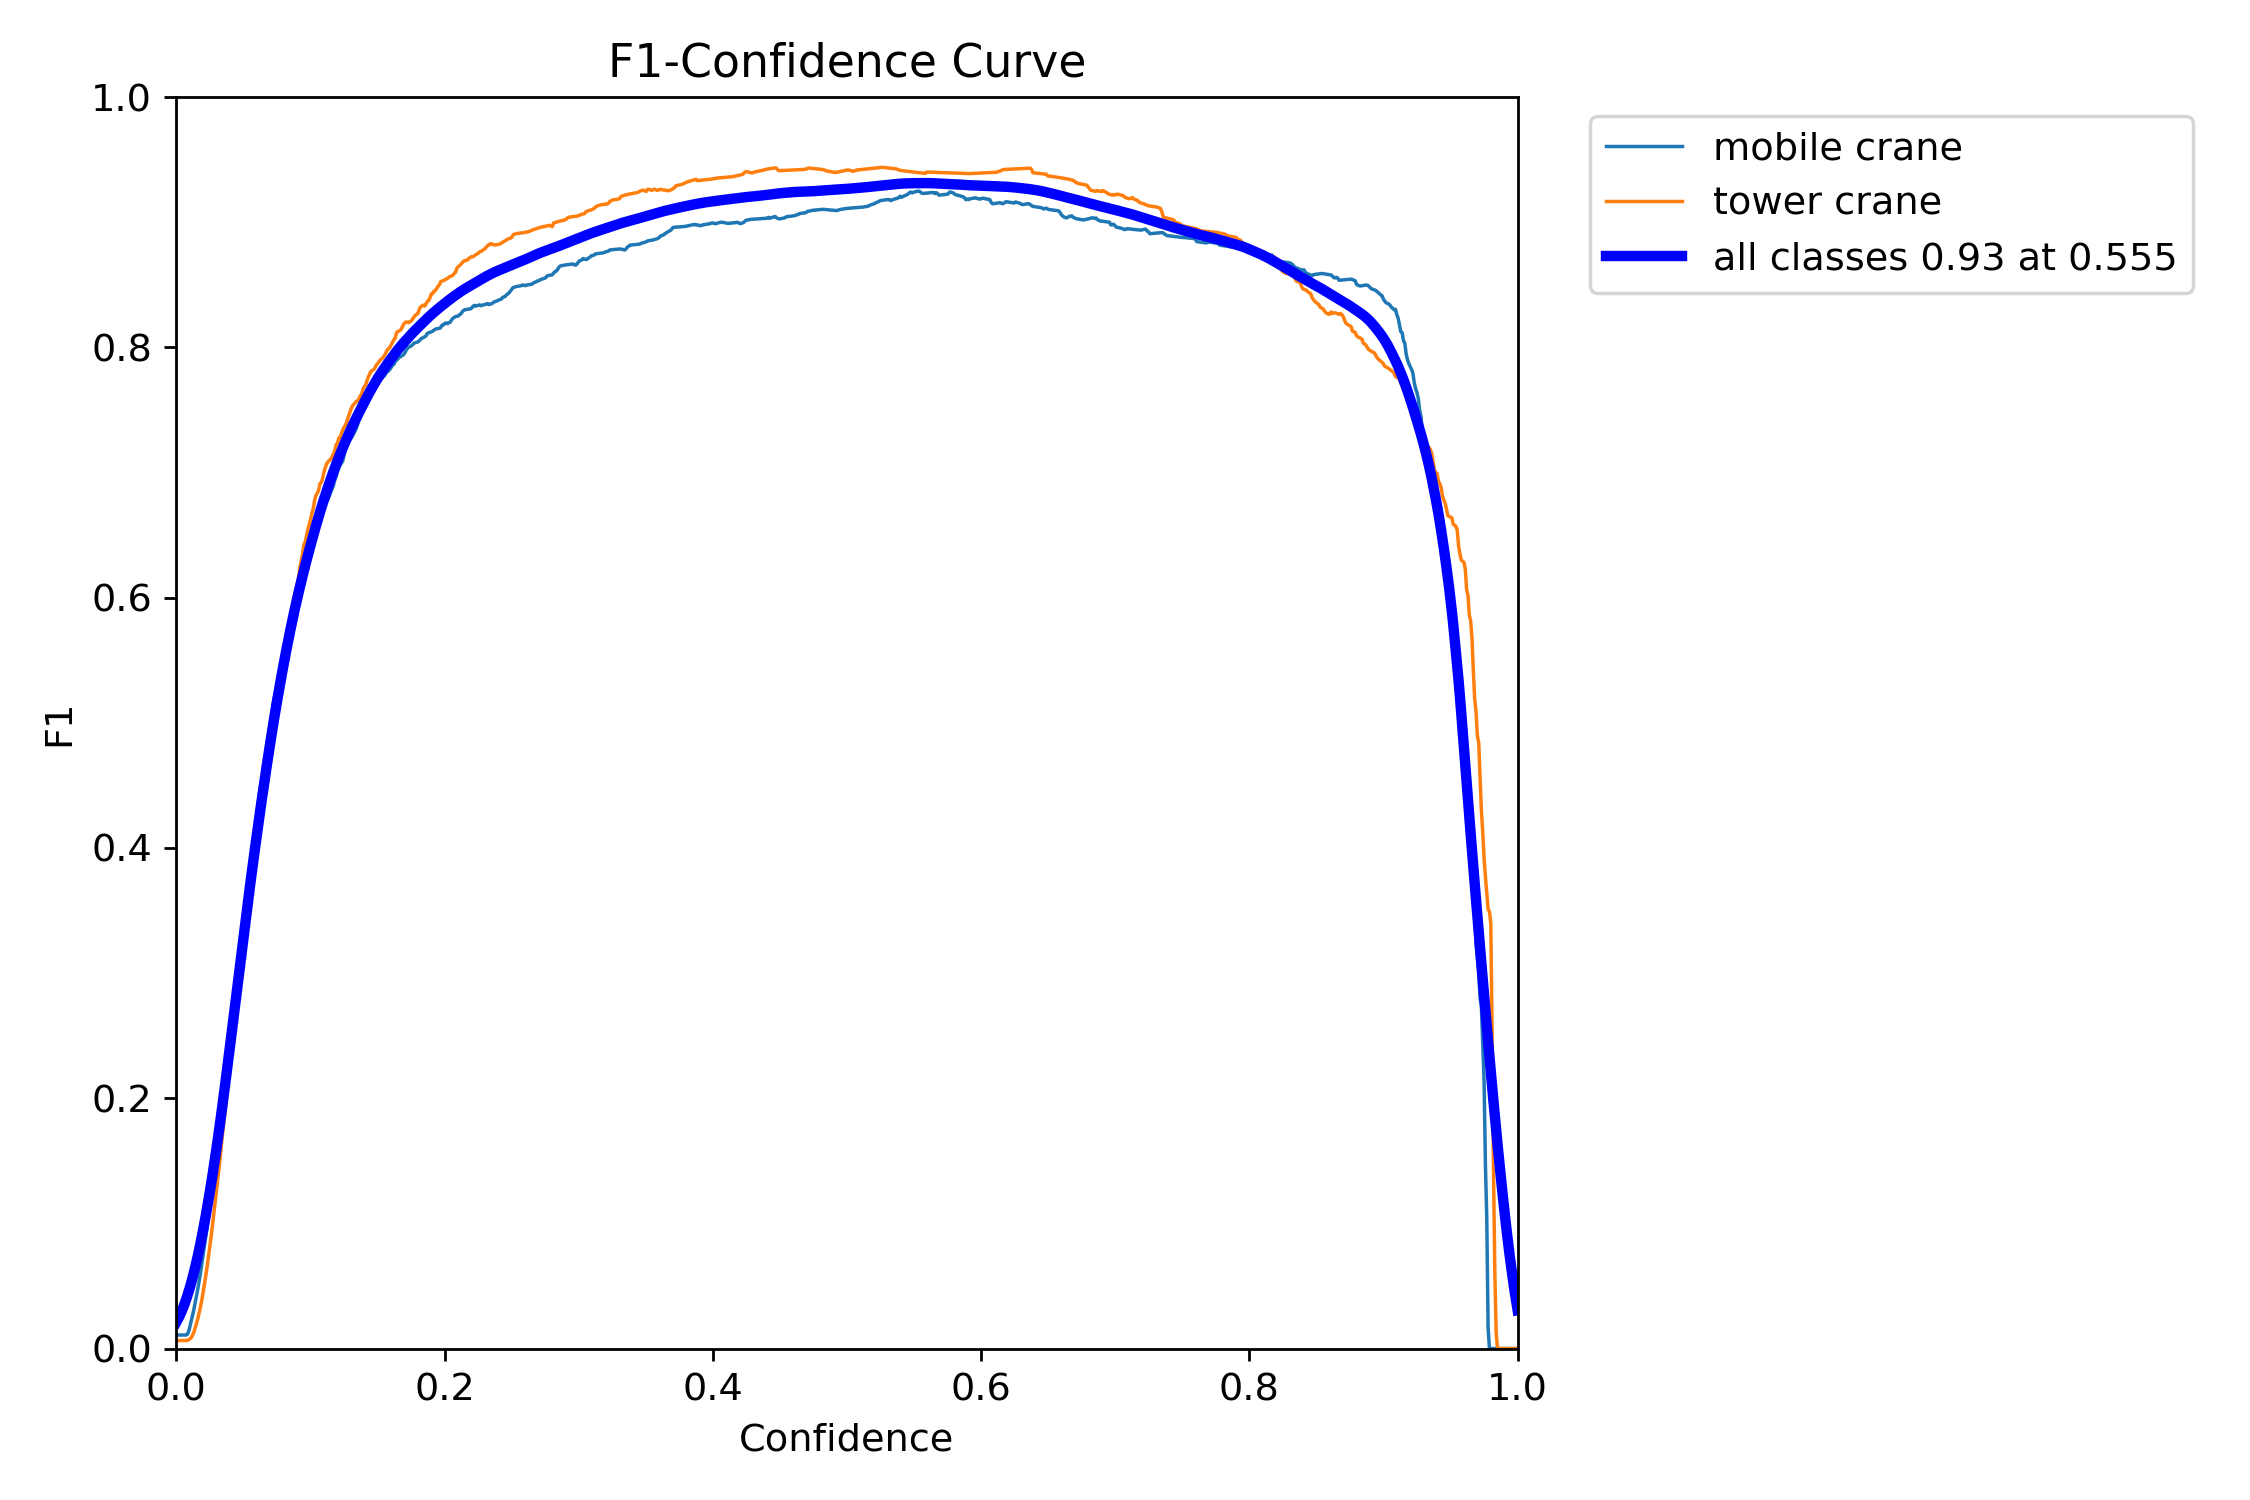 F1-Confidence Curve
1.0
0.8
0.6
0.4
0.2
0.0
F1
0.0 0.2 0.4 0.6 0.8 1.0
Confidence
mobile crane
tower crane
all classes 0.93 at 0.555